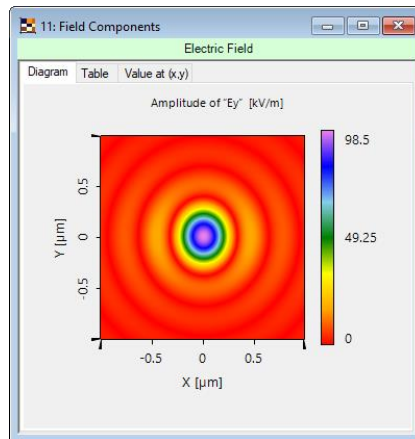 11: Field Components
Electric Field
Diagram Table Value at (x,y)
Amplitude of "Ey" [kV/m]
98.5
49.25
0
Y [µm]
0.5
0
-0.5
-0.5 0 0.5
X [µm]